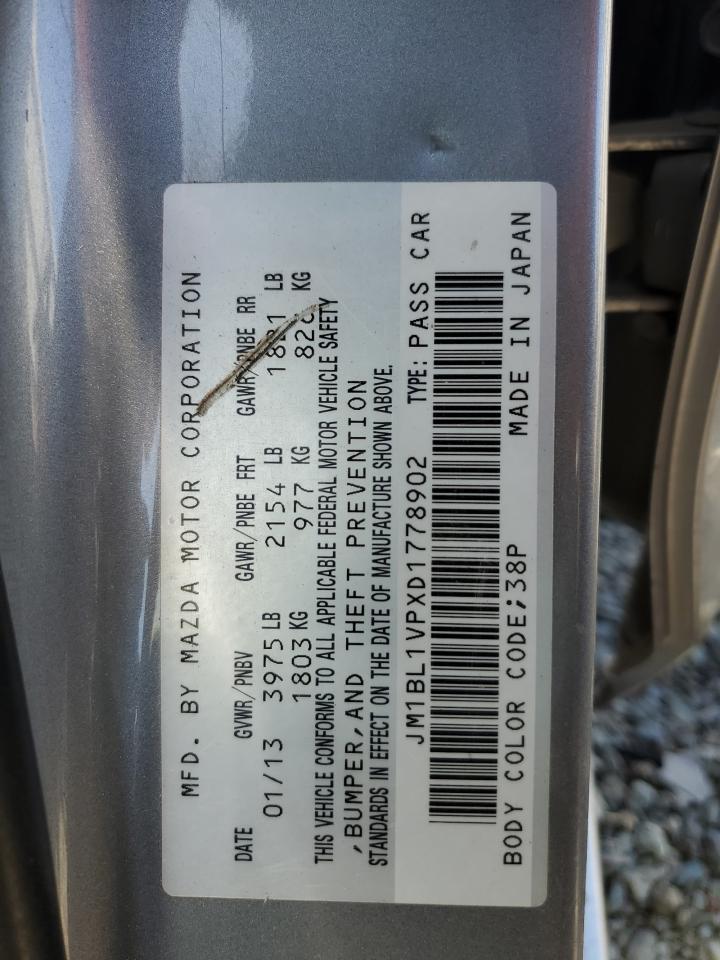 MFD. BY MAZDA MOTOR CORPORATION
DATE GVWR/PNBV GAWR/PNBE FRT GAWR/PNBE RR
01/13 3975 LB 2154 LB LB
1803 KG 977 KG KG
THIS VEHICLE CONFORMS TO ALL APPLICABLE FEDERAL MOTOR VEHICLE SAFETY
,BUMPER,AND THEFT PREVENTION
STANDARDS IN EFFECT ON THE DATE OF MANUFACTURE SHOWN ABOVE.
JM1BL1VPXD1778902 TYPE: PASS CAR
BODY COLOR CODE;38P MADE IN JAPAN